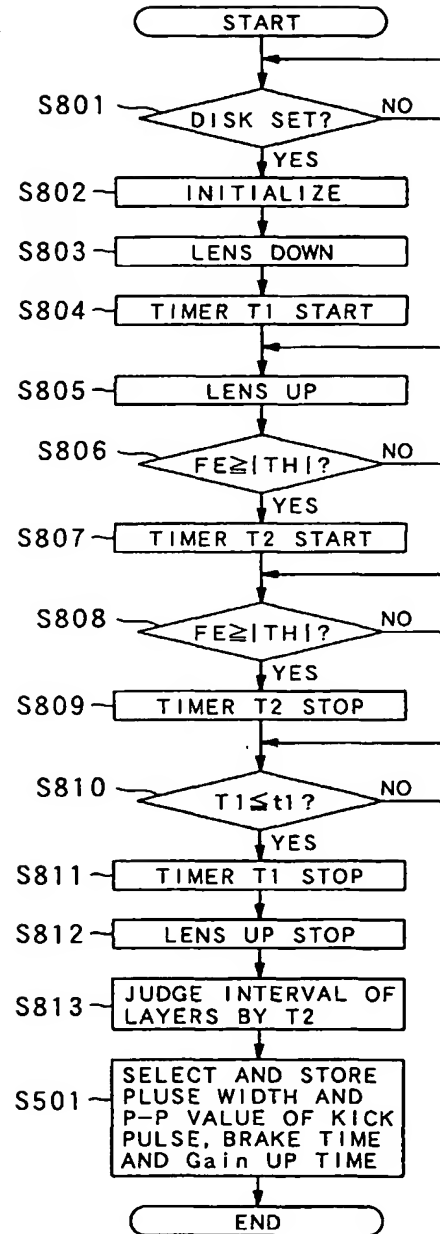 START
S801
DISK SET?
NO
YES
S802
INITIALIZE
S803
LENS DOWN
S804
TIMER T1 START
S805
LENS UP
S806
FE≧|TH|?
NO
YES
S807
TIMER T2 START
S808
FE≧|TH|?
NO
YES
S809
TIMER T2 STOP
S810
T1≦t1?
NO
YES
S811
TIMER T1 STOP
S812
LENS UP STOP
S813
JUDGE INTERVAL OF
LAYERS BY T2
S501
SELECT AND STORE
PLUSE WIDTH AND
P-P VALUE OF KICK
PULSE, BRAKE TIME
AND Gain UP TIME
END